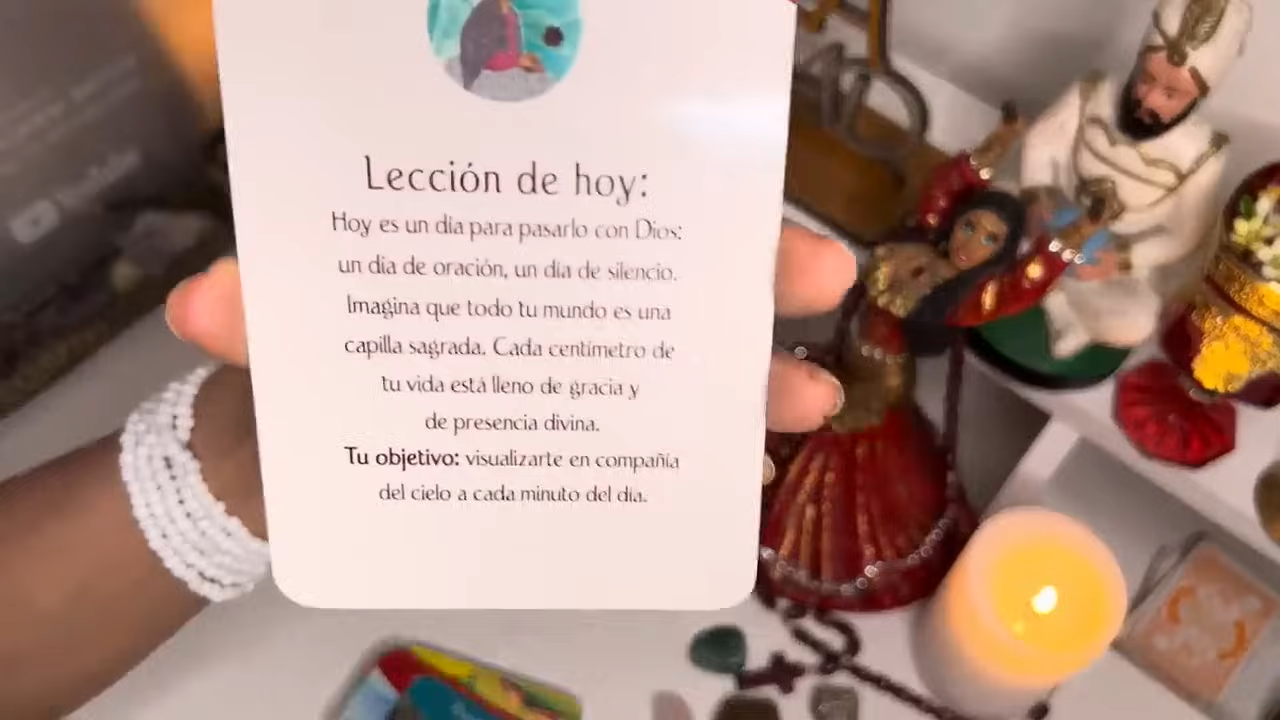 Lección de hoy:
Hoy es un día para pasarlo con Dios:
un día de oración, un día de silencio.
Imagina que todo tu mundo es una
capilla sagrada. Cada centímetro de
tu vida está lleno de gracia y
de presencia divina.
Tu objetivo: visualizarte en compañía
del cielo a cada minuto del día.